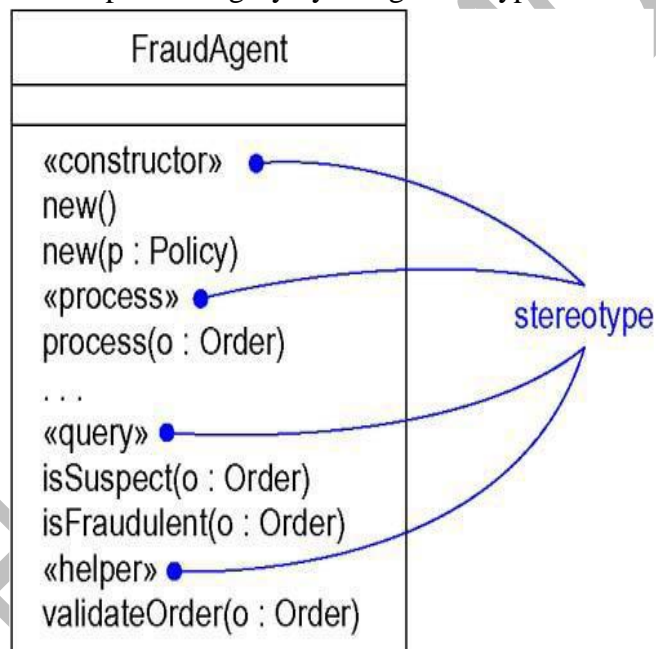 FraudAgent
«constructor»
new()
new(p : Policy)
«process»
process(o : Order)
. . .
«query»
isSuspect(o : Order)
isFraudulent(o : Order)
«helper»
validateOrder(o : Order)
stereotype